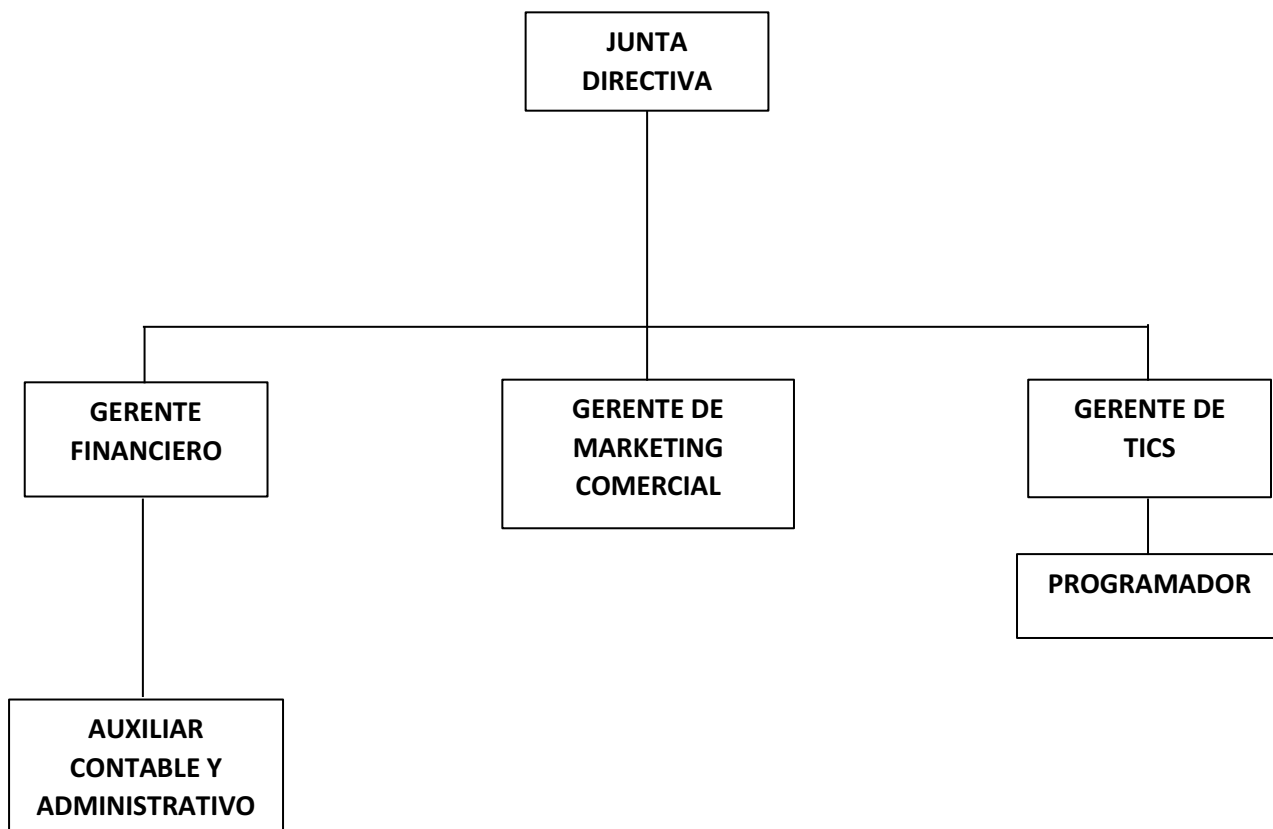 JUNTA
DIRECTIVA
GERENTE
FINANCIERO
GERENTE DE
MARKETING
COMERCIAL
GERENTE DE
TICS
PROGRAMADOR
AUXILIAR
CONTABLE Y
ADMINISTRATIVO